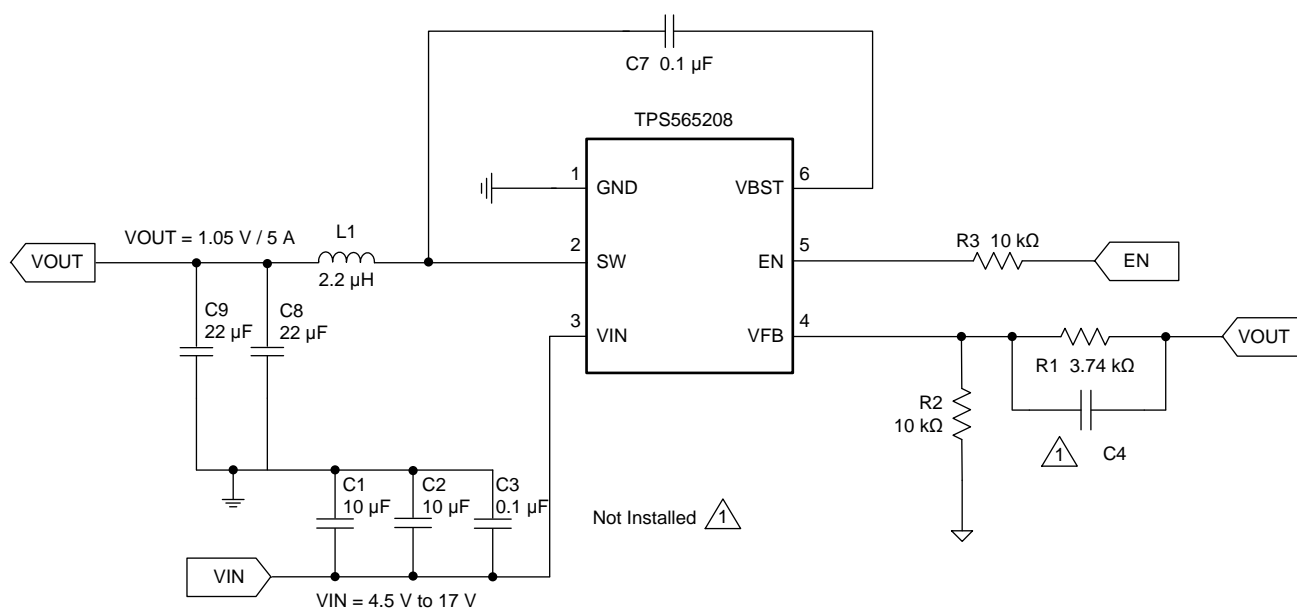 C7 0.1 µF
TPS565208
1
GND
VBST
6
VOUT
VOUT = 1.05 V / 5 A
L1
2.2 µH
2
SW
EN
5
R3 10 kΩ
EN
C9
22 µF
C8
22 µF
3
VIN
VFB
4
R1 3.74 kΩ
VOUT
R2
10 kΩ
1
C4
C1
10 µF
C2
10 µF
C3
0.1 µF
Not Installed 1
VIN
VIN = 4.5 V to 17 V